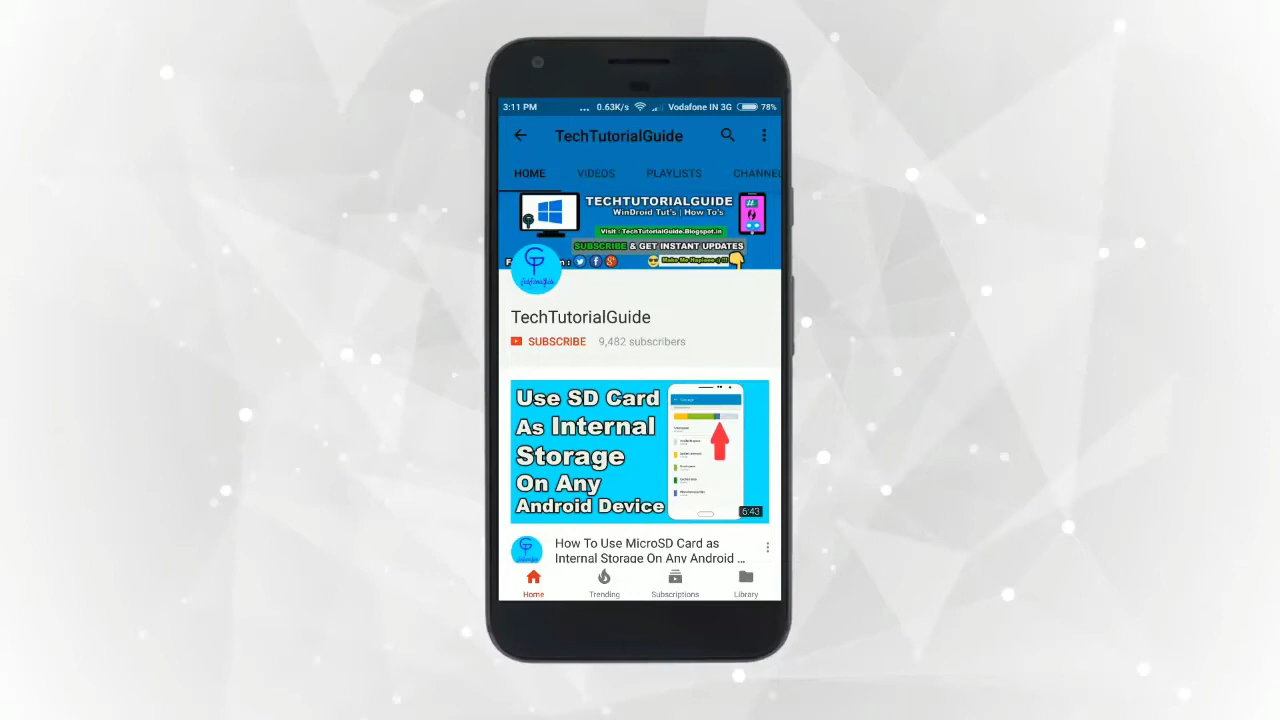 3:11 PM ... 0.63K/s Vodafone IN 3G 78%
TechTutorialGuide
HOME VIDEOS PLAYLISTS CHANNEL
TECHTUTORIALGUIDE
WinDroid Tut's | How To's
Visit : TechTutorialGuide.Blogspot.in
SUBSCRIBE & GET INSTANT UPDATES
Make Me Happieee :) !!!
TechTutorialGuide
SUBSCRIBE 9,482 subscribers
Use SD Card
As Internal
Storage
On Any
Android Device
5:43
How To Use MicroSD Card as
Internal Storage On Any Android ...
Home Trending Subscriptions Library